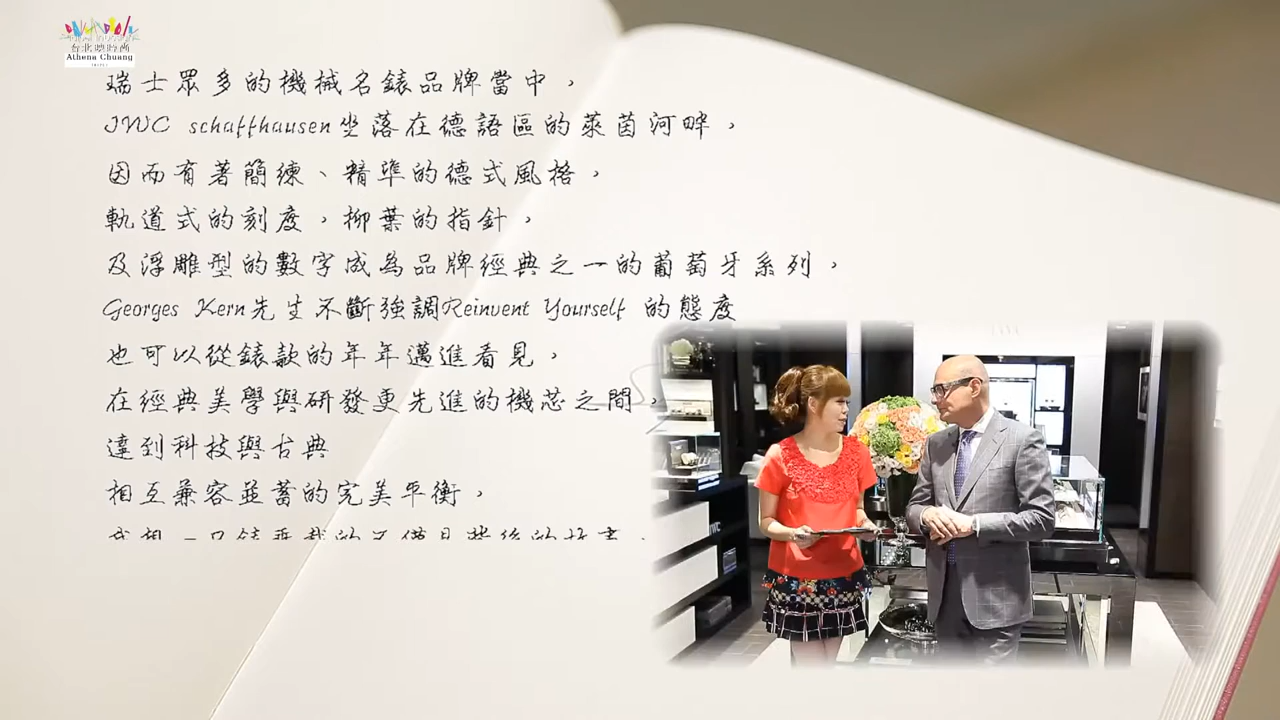 台北映時尚
Athena Chuang
瑞士眾多的機械名錶品牌當中，
IWC schaffhausen坐落在德語區的萊茵河畔，
因而有著簡練、精準的德式風格，
軌道式的刻度，柳葉的指針，
及浮雕型的數字成為品牌經典之一的葡萄牙系列，
Georges Kern先生不斷強調Reinvent Yourself 的態度
也可以從錶款的年年邁進看見，
在經典美學與研發更先進的機芯之間，
達到科技與古典
相互兼容並蓄的完美平衡，
IWC